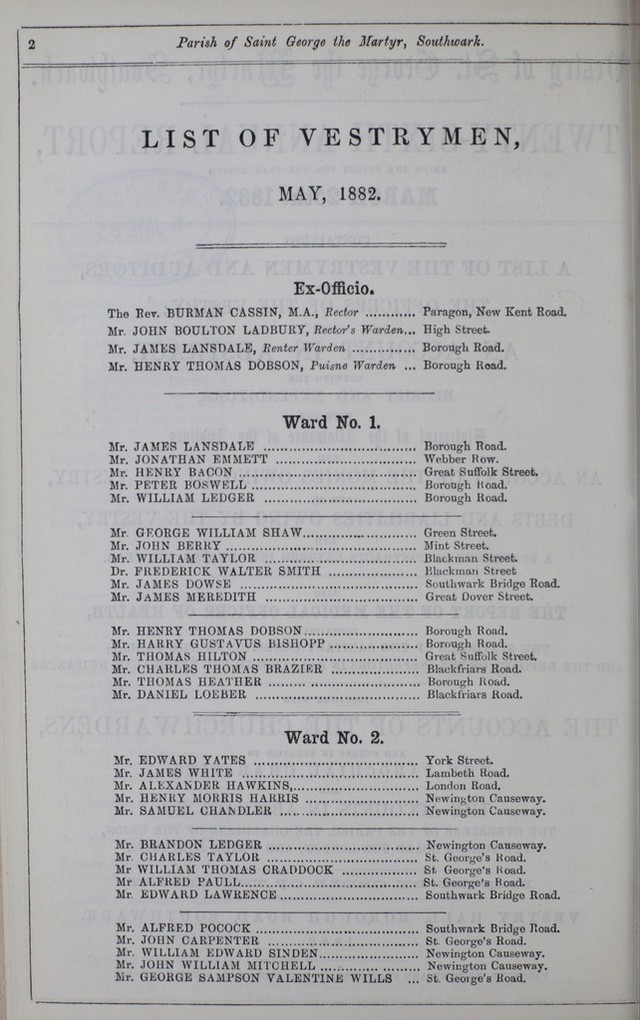 2
Parish of Saint George the Martyr, Southwark.
LIST OF VESTRYMEN,
MAY, 1882.
Ex-Officio.
The Rev. BURMAN CASSIN, M.A., Rector ............ Paragon, New Kent Road.
Mr. JOHN BOULTON LADBURY, Rector's Warden... High Street.
Mr. JAMES LANSDALE, Renter Warden ............... Borough Road.
Mr. HENRY THOMAS DOBSON, Puisne Warden ... Borough Road.
Ward No. 1.
Mr. JAMES LANSDALE .................................... Borough Road.
Mr. JONATHAN EMMETT ................................. Webber Row.
Mr. HENRY BACON ........................................ Great Suffolk Street.
Mr. PETER BOSWELL ..................................... Borough Road.
Mr. WILLIAM LEDGER ................................... Borough Road.
Mr. GEORGE WILLIAM SHAW........................... Green Street.
Mr. JOHN BERRY .......................................... Mint Street.
Mr. WILLIAM TAYLOR ................................... Blackman Street.
Dr. FREDERICK WALTER SMITH ..................... Blackman Street
Mr. JAMES DOWSE ........................................ Southwark Bridge Road.
Mr. JAMES MEREDITH .................................. Great Dover Street.
Mr. HENRY THOMAS DOBSON........................... Borough Road.
Mr. HARRY GUSTAVUS BISHOPP ..................... Borough Road.
Mr. THOMAS HILTON ..................................... Great Suffolk Street.
Mr. CHARLES THOMAS BRAZIER .................... Blackfriars Road.
Mr. THOMAS HEATHER .................................. Borough Road.
Mr. DANIEL LOEBER ..................................... Blackfriars Road.
Ward No. 2.
Mr. EDWARD YATES ..................................... York Street.
Mr. JAMES WHITE ....................................... Lambeth Road.
Mr. ALEXANDER HAWKINS,............................. London Road.
Mr. HENRY MORRIS HARRIS .......................... Newington Causeway.
Mr. SAMUEL CHANDLER ................................ Newington Causeway.
Mr. BRANDON LEDGER .................................. Newington Causeway.
Mr. CHARLES TAYLOR .................................. St. George's Road.
Mr WILLIAM THOMAS CRADDOCK ................. St. George's Road.
Mr ALFRED PAULL....................................... St. George's Road.
Mr. EDWARD LAWRENCE ............................... Southwark Bridge Road.
Mr. ALFRED POCOCK ..................................... Southwark Bridge Road.
Mr. JOHN CARPENTER .................................. St. George's Road.
Mr. WILLIAM EDWARD SINDEN....................... Newington Causeway.
Mr. JOHN WILLIAM MITCHELL ....................... Newington Causeway.
Mr. GEORGE SAMPSON VALENTINE WILLS ... St. George's Road.